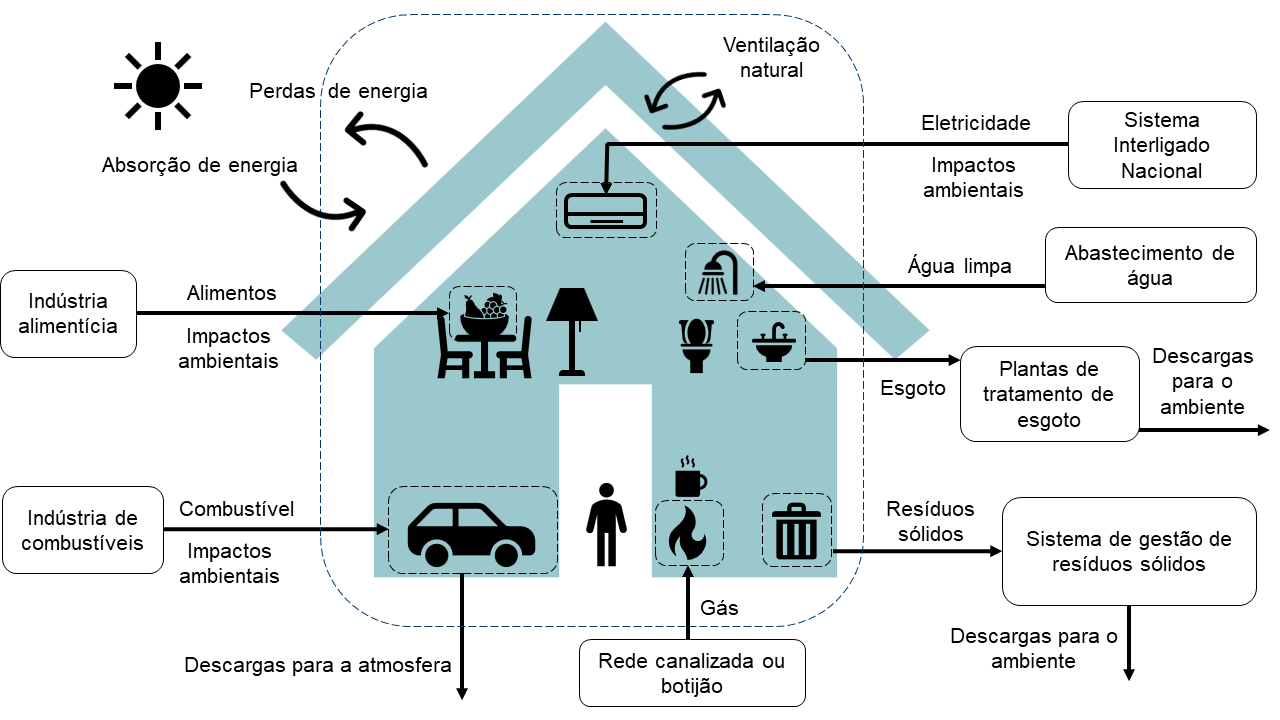 Ventilação
natural
Perdas de energia
Absorção de energia
Eletricidade
Impactos
ambientais
Sistema
Interligado
Nacional
Água limpa
Abastecimento de
água
Indústria
alimentícia
Alimentos
Impactos
ambientais
Esgoto
Plantas de
tratamento de
esgoto
Descargas
para o
ambiente
Indústria de
combustíveis
Combustível
Impactos
ambientais
Resíduos
sólidos
Sistema de gestão de
resíduos sólidos
Descargas para a atmosfera
Gás
Rede canalizada ou
botijão
Descargas para o
ambiente